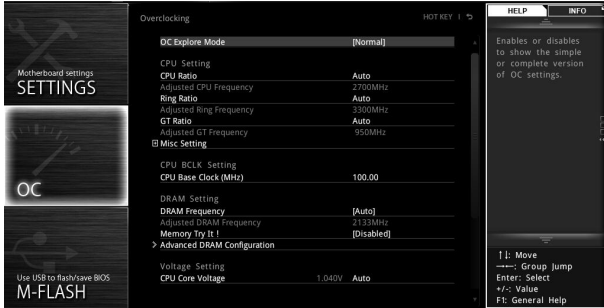 Overclocking
HOT KEY
HELP
INFO
OC Explore Mode [Normal]
CPU Setting
CPU Ratio Auto
Adjusted CPU Frequency 2700MHz
Ring Ratio Auto
Adjusted Ring Frequency 3300MHz
GT Ratio Auto
Adjusted GT Frequency 950MHz
Misc Setting
CPU BCLK Setting
CPU Base Clock (MHz) 100.00
DRAM Setting
DRAM Frequency [Auto]
Adjusted DRAM Frequency 2133MHz
Memory Try It ! [Disabled]
Advanced DRAM Configuration
Voltage Setting
CPU Core Voltage 1.040V Auto
Motherboard settings
SETTINGS
OC
Use USB to flash/save BIOS
M-FLASH
Enables or disables
to show the simple
or complete version
of OC settings.
↑↓: Move
→←: Group Jump
Enter: Select
+/-: Value
F1: General Help